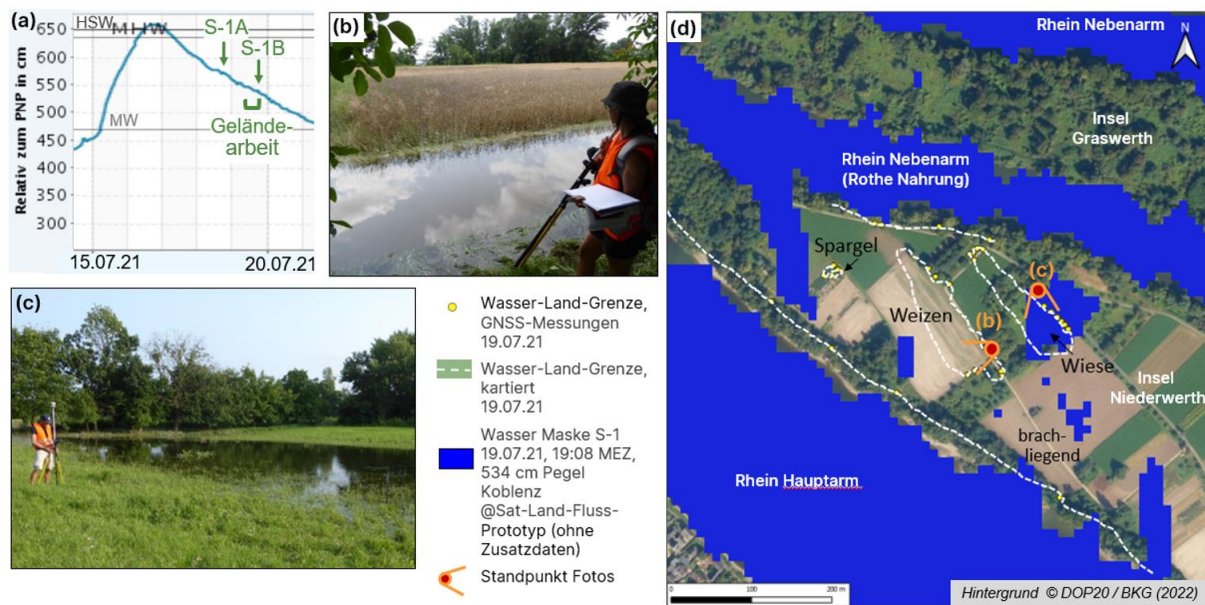 (a)
HSW
MHW
650
600
550
500
450
400
350
300
MW
S-1A
S-1B
Gelände-
arbeit
Relativ zum PNP in cm
15.07.21
20.07.21
(b)
(c)
Wasser-Land-Grenze,
GNSS-Messungen
19.07.21
Wasser-Land-Grenze,
kartiert
19.07.21
Wasser Maske S-1
19.07.21, 19:08 MEZ,
534 cm Pegel
Koblenz
@Sat-Land-Fluss-
Prototyp (ohne
Zusatzdaten)
Standpunkt Fotos
(d)
Rhein Nebenarm
N
Insel
Graswerth
Rhein Nebenarm
(Rothe Nahrung)
Spargel
(c)
Weizen
(b)
Wiese
Insel
Niederwerth
brach-
liegend
Rhein Hauptarm
0
100
200 m
Hintergrund © DOP20 / BKG (2022)